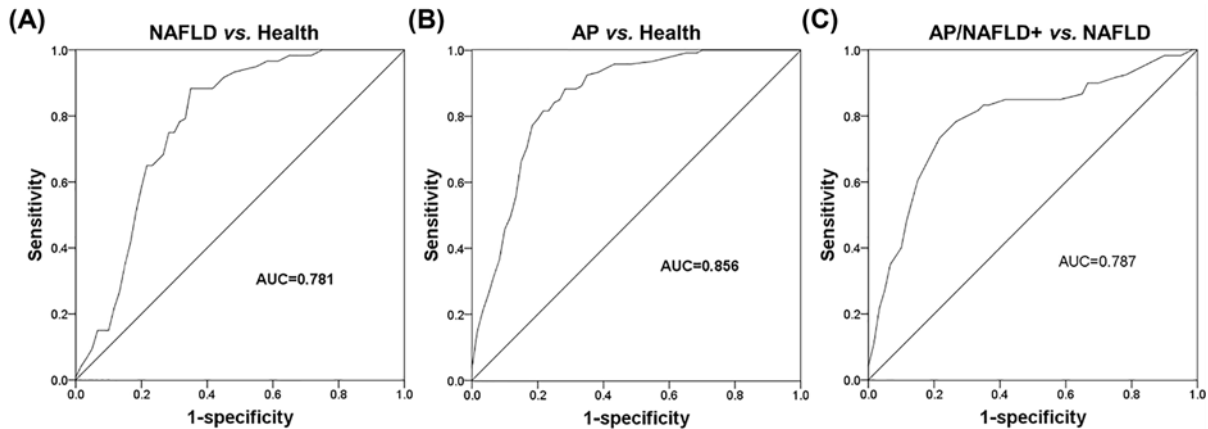 (A)
NAFLD vs. Health
1.0
0.8
0.6
0.4
0.2
0.0
Sensitivity
AUC=0.781
0.0 0.2 0.4 0.6 0.8 1.0
1-specificity
(B)
AP vs. Health
1.0
0.8
0.6
0.4
0.2
0.0
Sensitivity
AUC=0.856
0.0 0.2 0.4 0.6 0.8 1.0
1-specificity
(C)
AP/NAFLD+ vs. NAFLD
1.0
0.8
0.6
0.4
0.2
0.0
Sensitivity
AUC=0.787
0.0 0.2 0.4 0.6 0.8 1.0
1-specificity